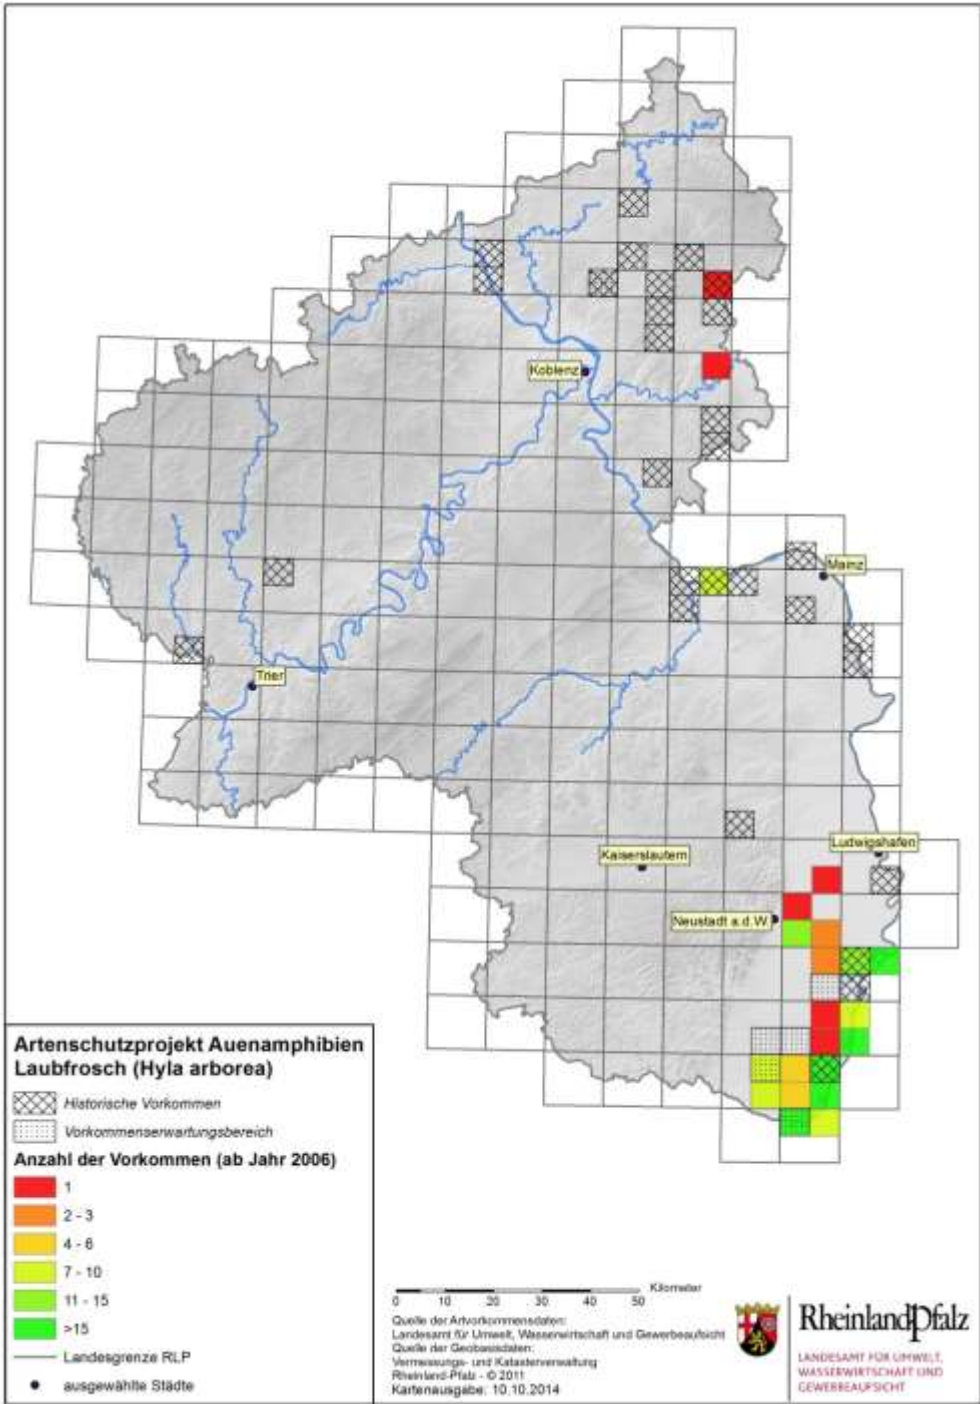 Koblenz
Mainz
Trier
Kaiserslautern
Ludwigshafen
Neustadt a.d.W.
Artenschutzprojekt Auenamphibien
Laubfrosch (Hyla arborea)
Historische Vorkommen
Vorkommenserwartungsbereich
Anzahl der Vorkommen (ab Jahr 2006)
1
2 - 3
4 - 6
7 - 10
11 - 15
>15
Landesgrenze RLP
ausgewählte Städte
Kilometer
0 10 20 30 40 50
Quelle der Artvorkommensdaten:
Landesamt für Umwelt, Wasserwirtschaft und Gewerbeaufsicht
Quelle der Geobasisdaten:
Vermessungs- und Katasterverwaltung
Rheinland-Pfalz - © 2011
Kartenausgabe: 10.10.2014
RheinlandPfalz
LANDESAMT FÜR UMWELT,
WASSERWIRTSCHAFT UND
GEWERBEAUFSICHT